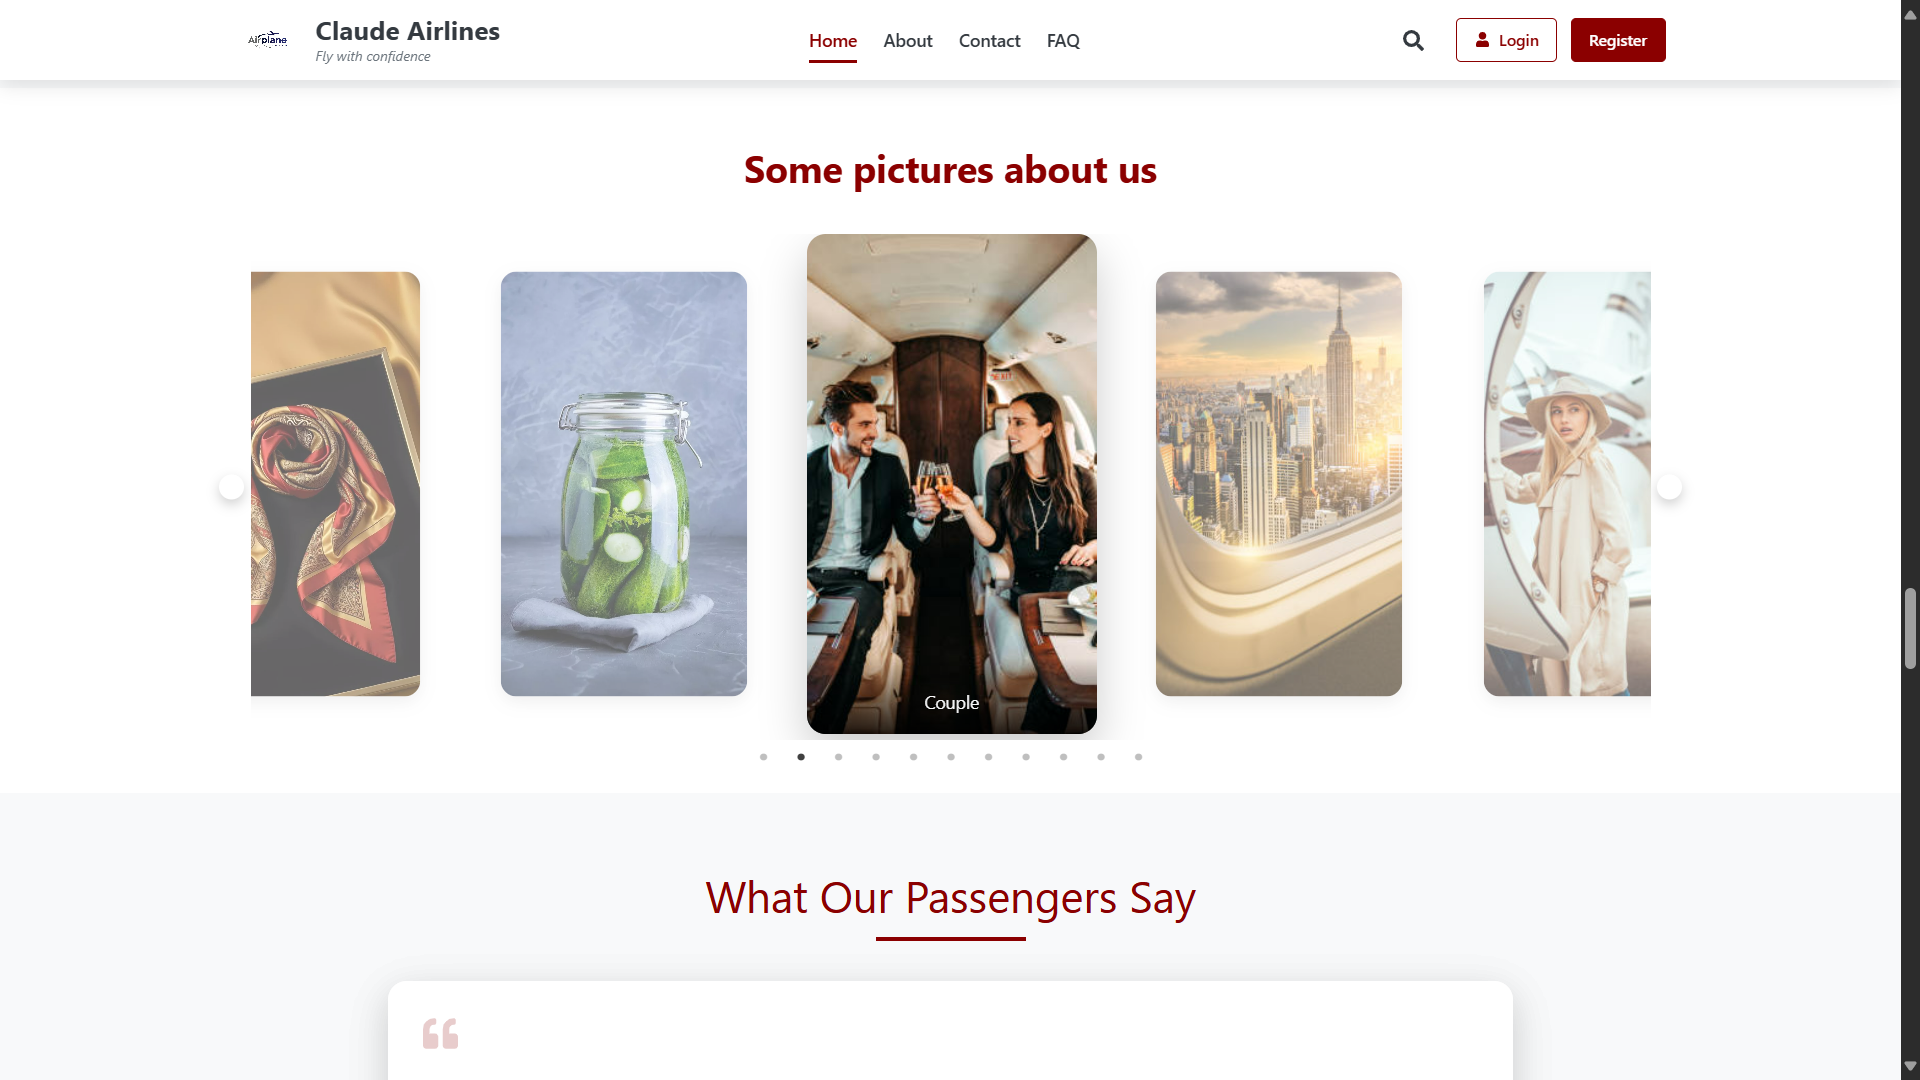 Airplane
Claude Airlines
Fly with confidence
Home
About
Contact
FAQ
Login
Register
Some pictures about us
Couple
What Our Passengers Say